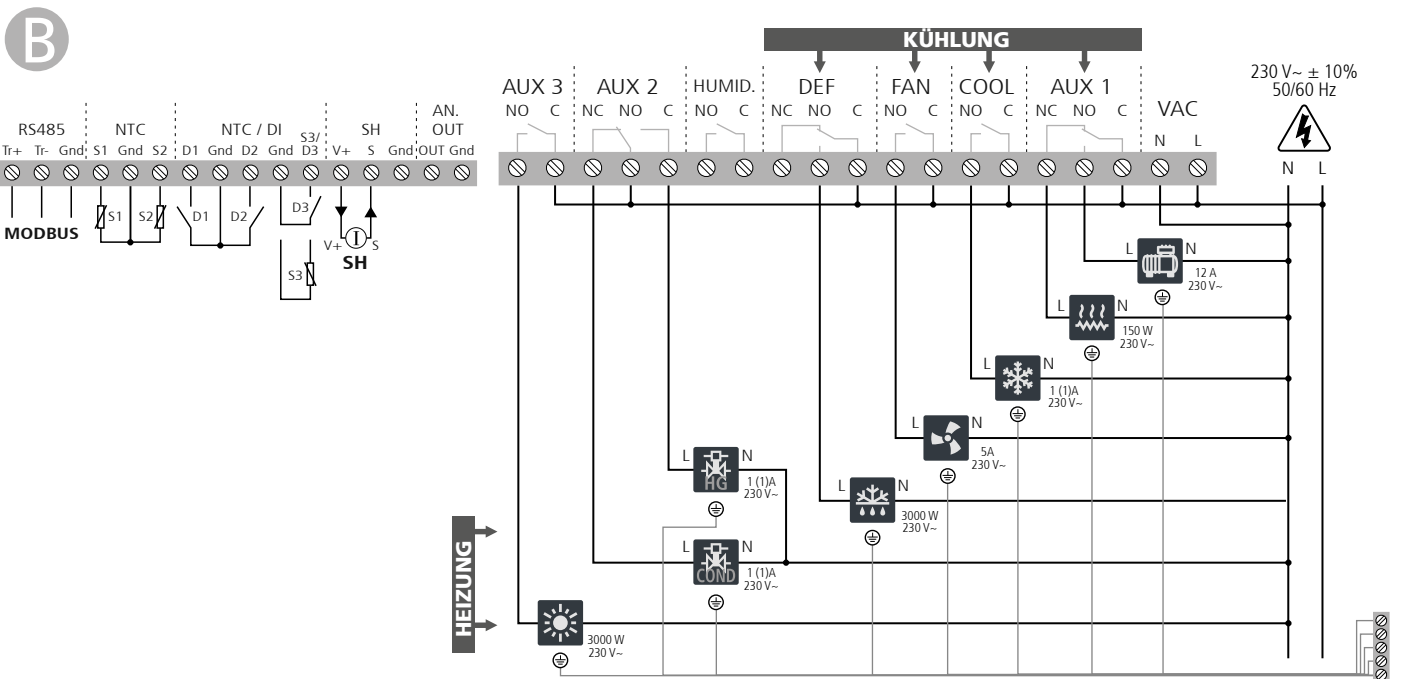 B
KÜHLUNG
AUX 3 AUX 2 HUMID. DEF FAN COOL AUX 1 VAC
NO C NC NO C NO C NC NO C NO C NO C NC NO C N L
230 V~ ± 10%
50/60 Hz
N L
RS485 NTC NTC / DI SH AN. OUT
Tr+ Tr- Gnd S1 Gnd S2 D1 Gnd D2 Gnd S3/D3 V+ S Gnd OUT Gnd
S1 S2 D1 D2 D3
MODBUS
V+ I S
SH
S3
L N
12 A
230 V~
L N
150 W
230 V~
L N
1 (1)A
230 V~
L N
5A
230 V~
L N
HG
1 (1)A
230 V~
L N
3000 W
230 V~
L N
COND
1 (1)A
230 V~
HEIZUNG
3000 W
230 V~